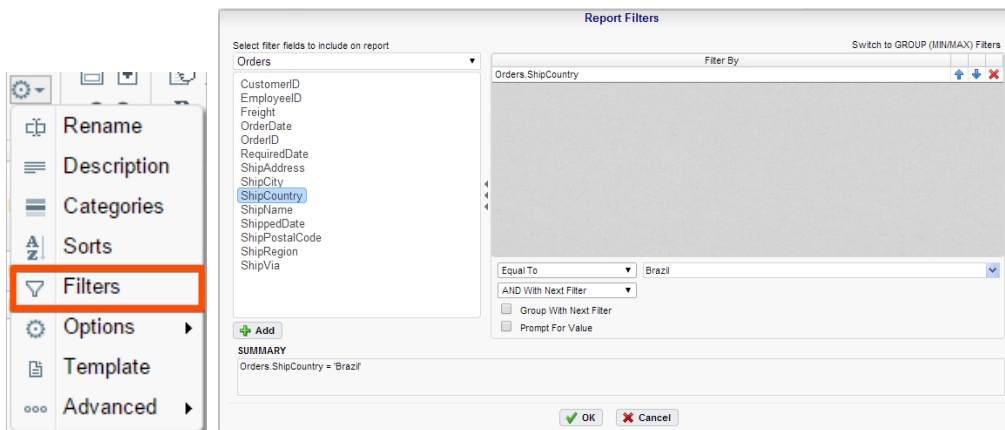 Rename
Description
Categories
Sorts
Filters
Options
Template
Advanced
Report Filters
Select filter fields to include on report
Switch to GROUP (MIN/MAX) Filters
Orders
CustomerID
EmployeeID
Freight
OrderDate
OrderID
RequiredDate
ShipAddress
ShipCity
ShipCountry
ShipName
ShippedDate
ShipPostalCode
ShipRegion
ShipVia
Add
Filter By
Orders.ShipCountry
Equal To Brazil
AND With Next Filter
Group With Next Filter
Prompt For Value
SUMMARY
Orders.ShipCountry = 'Brazil'
OK Cancel